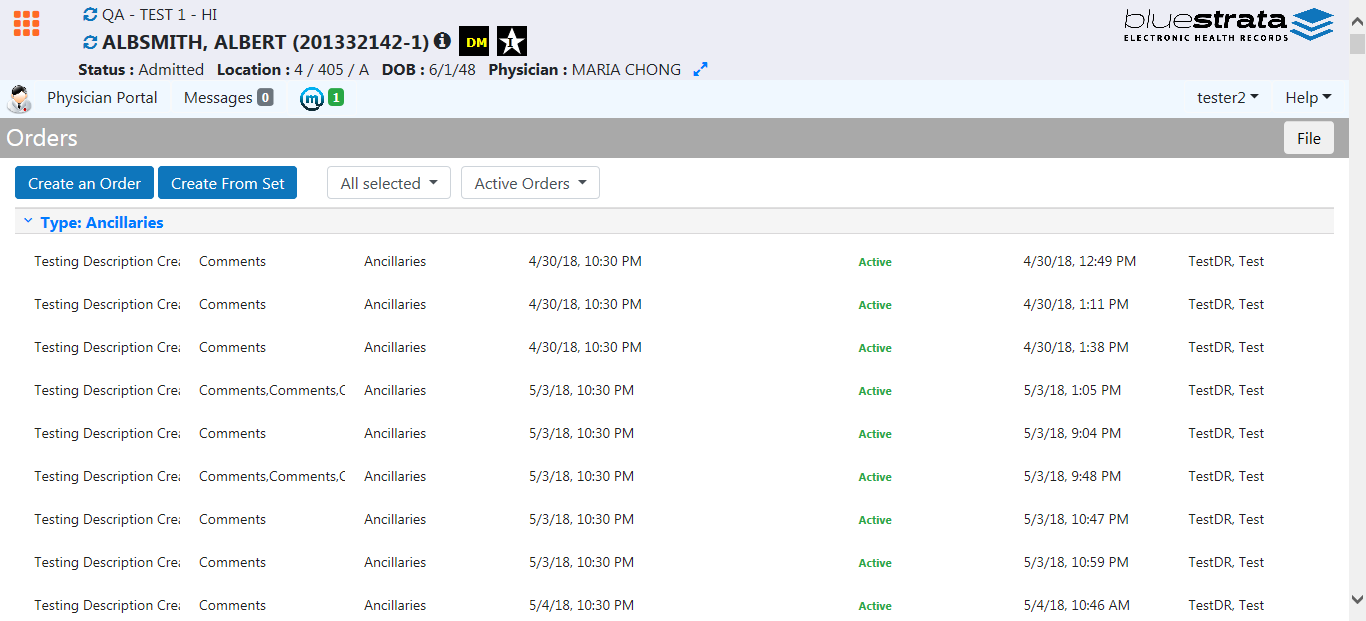 QA - TEST 1 - HI
ALBSMITH, ALBERT (201332142-1) DM 1
Status : Admitted Location : 4 / 405 / A DOB : 6/1/48 Physician : MARIA CHONG
bluestrata
ELECTRONIC HEALTH RECORDS
Physician Portal Messages 0 m 1 tester2 Help
Orders File
Create an Order Create From Set All selected Active Orders
Type: Ancillaries
Testing Description Crea Comments Ancillaries 4/30/18, 10:30 PM Active 4/30/18, 12:49 PM TestDR, Test
Testing Description Crea Comments Ancillaries 4/30/18, 10:30 PM Active 4/30/18, 1:11 PM TestDR, Test
Testing Description Crea Comments Ancillaries 4/30/18, 10:30 PM Active 4/30/18, 1:38 PM TestDR, Test
Testing Description Crea Comments,Comments,C Ancillaries 5/3/18, 10:30 PM Active 5/3/18, 1:05 PM TestDR, Test
Testing Description Crea Comments Ancillaries 5/3/18, 10:30 PM Active 5/3/18, 9:04 PM TestDR, Test
Testing Description Crea Comments,Comments,C Ancillaries 5/3/18, 10:30 PM Active 5/3/18, 9:48 PM TestDR, Test
Testing Description Crea Comments Ancillaries 5/3/18, 10:30 PM Active 5/3/18, 10:47 PM TestDR, Test
Testing Description Crea Comments Ancillaries 5/3/18, 10:30 PM Active 5/3/18, 10:59 PM TestDR, Test
Testing Description Crea Comments Ancillaries 5/4/18, 10:30 PM Active 5/4/18, 10:46 AM TestDR, Test